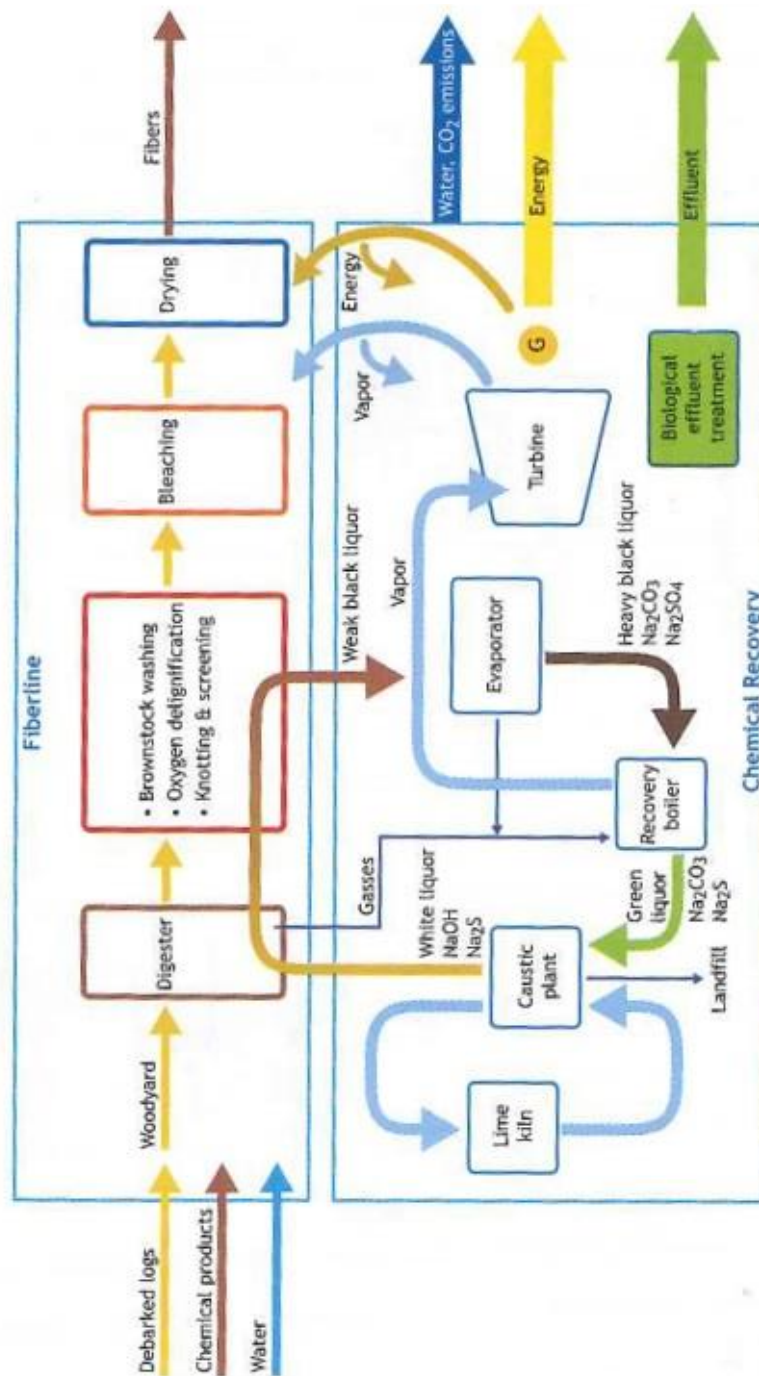 Fiberline
Debarked logs
Chemical products
Water
Woodyard
Digester
• Brownstock washing
• Oxygen delignification
• Knotting & screening
Bleaching
Drying
Fibers
Gasses
White liquor
NaOH
Na₂S
Weak black liquor
Vapor
Vapor
Energy
Water, CO₂ emissions
Energy
Effluent
Lime
kiln
Caustic
plant
Landfill
Green
liquor
Na₂CO₃
Na₂S
Recovery
boiler
Evaporator
Heavy black liquor
Na₂CO₃
Na₂SO₄
Turbine
G
Biological
effluent
treatment
Chemical Recovery